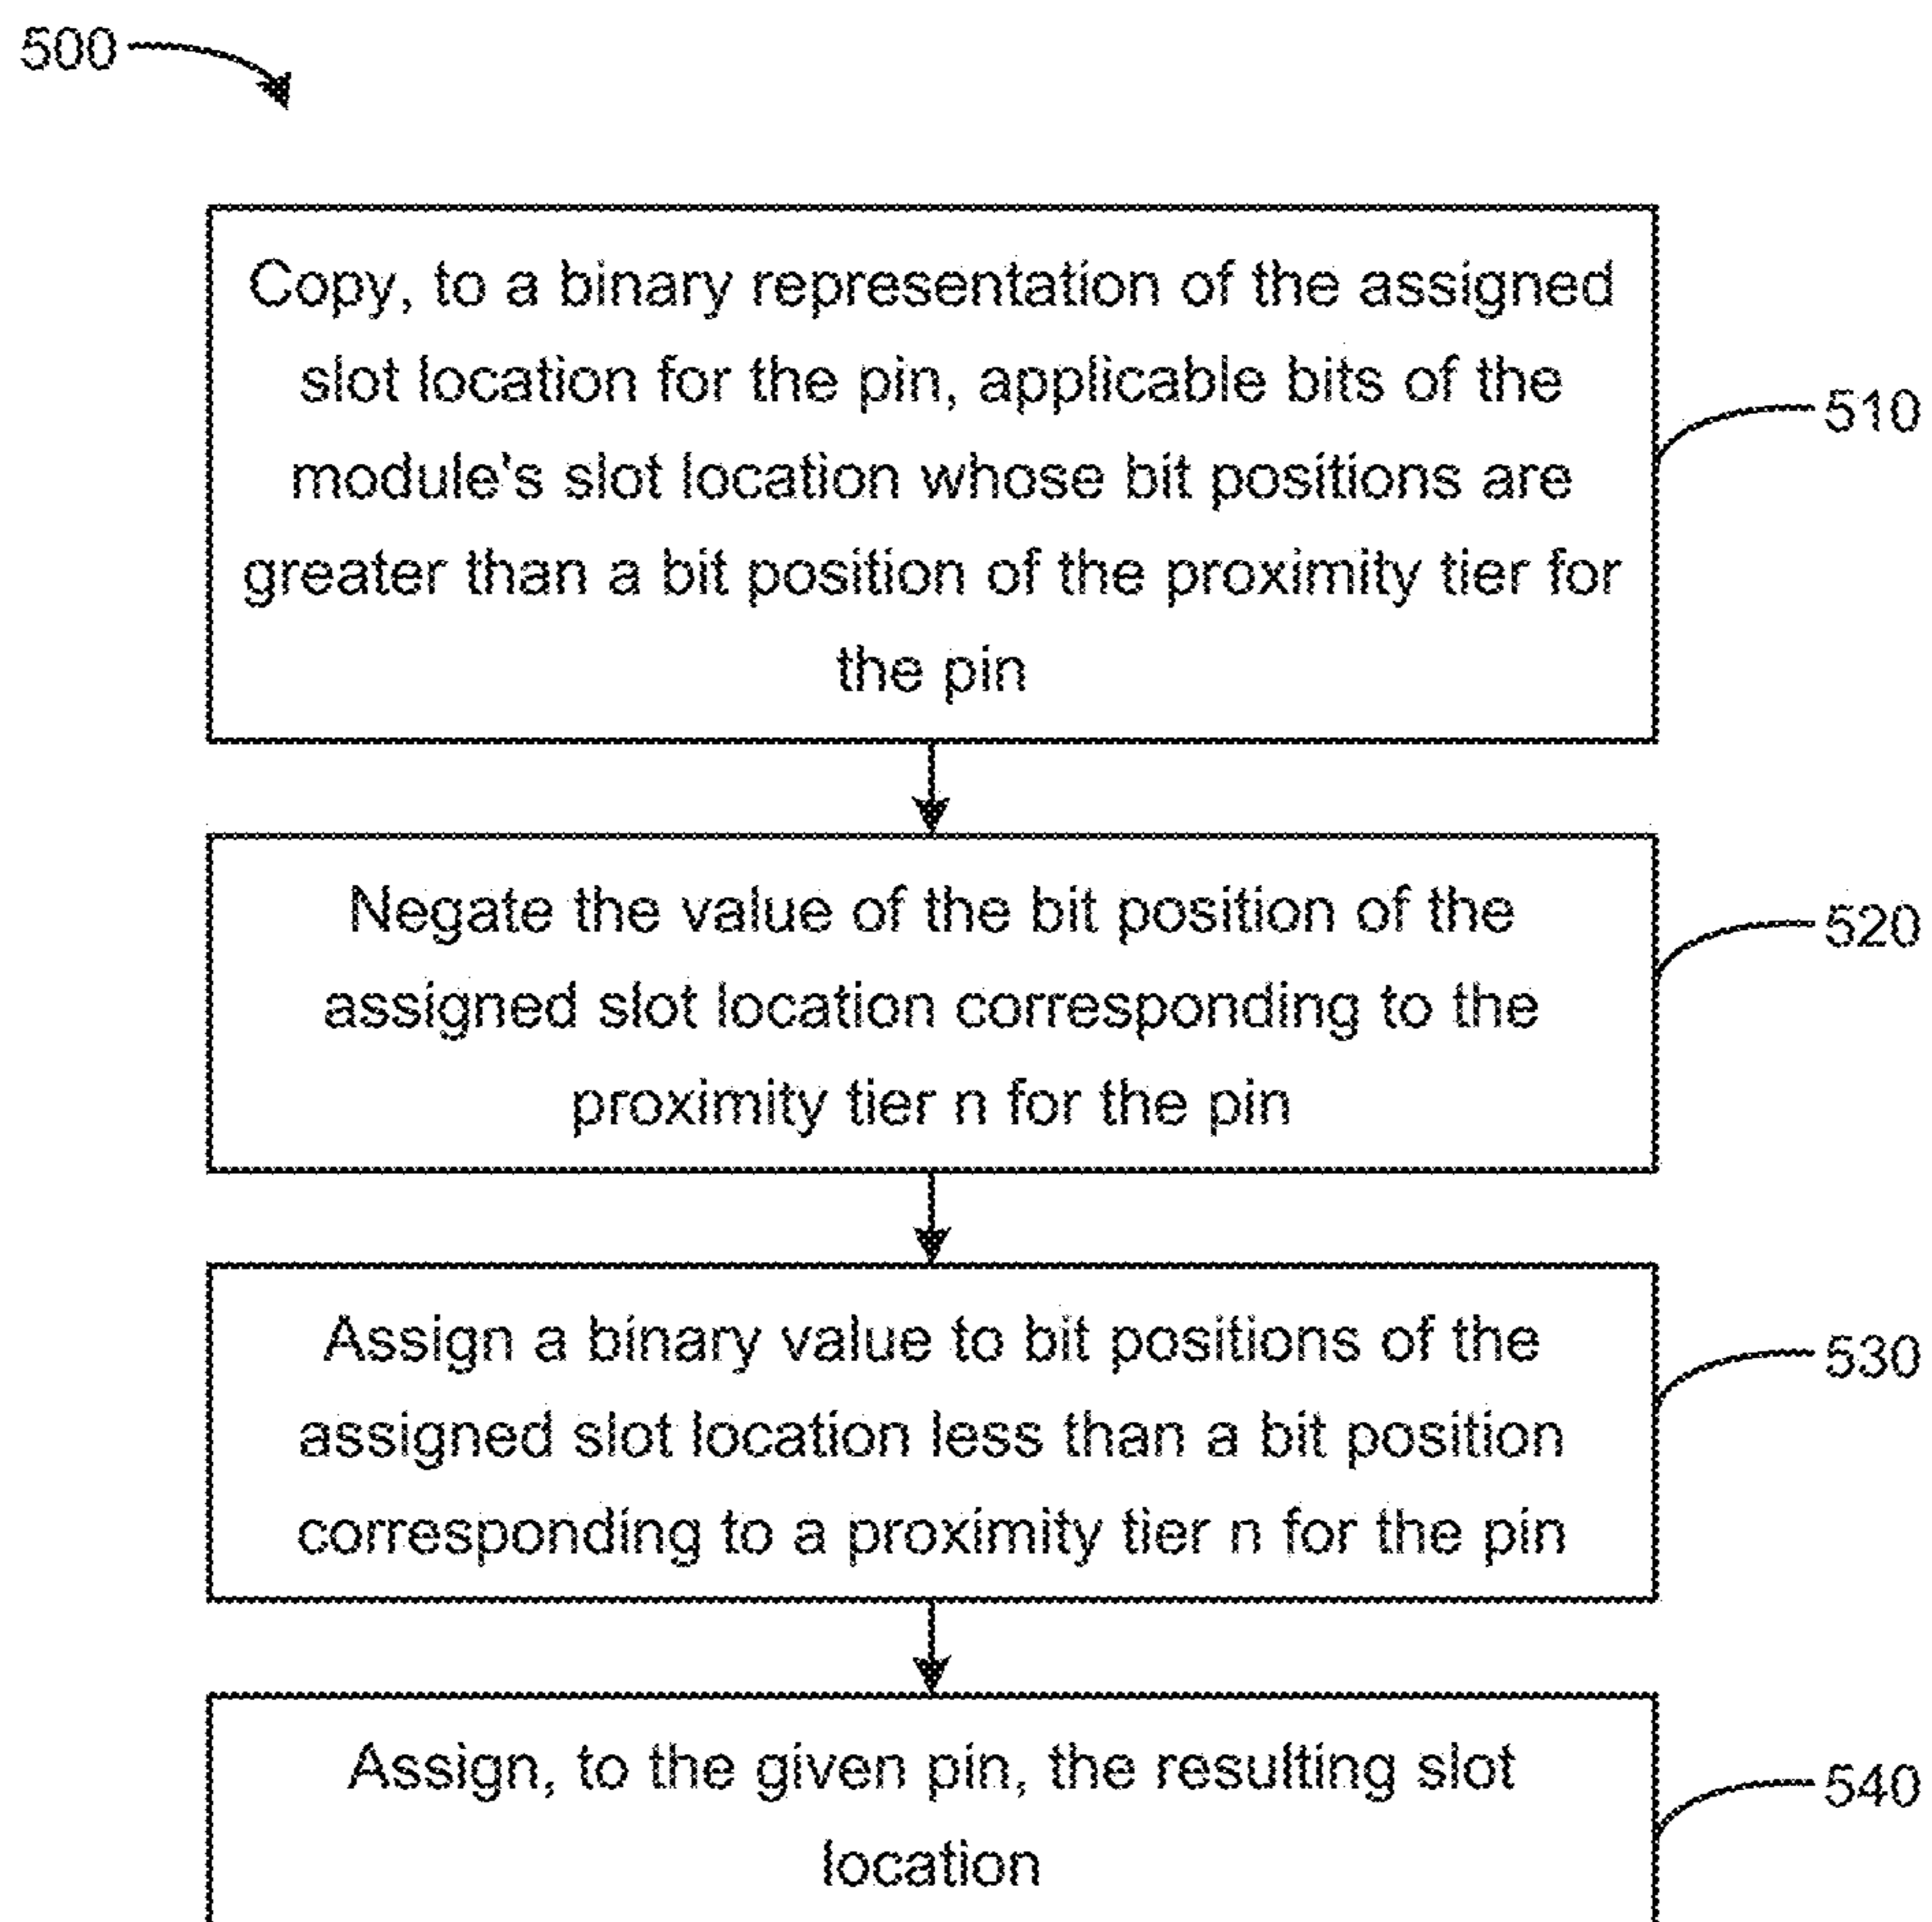 500
Copy, to a binary representation of the assigned
slot location for the pin, applicable bits of the
510
module's slot location whose bit positions are
greater than a bit position of the proximity tier for
the pin
Negate the value of the bit position of the
520
assigned slot location corresponding to the
proximity tier n for the pin
Assign a binary value to bit positions of the
530
assigned slot location less than a bit position
corresponding to a proximity tier n for the pin
Assign, to the given pin, the resulting slot
540
location